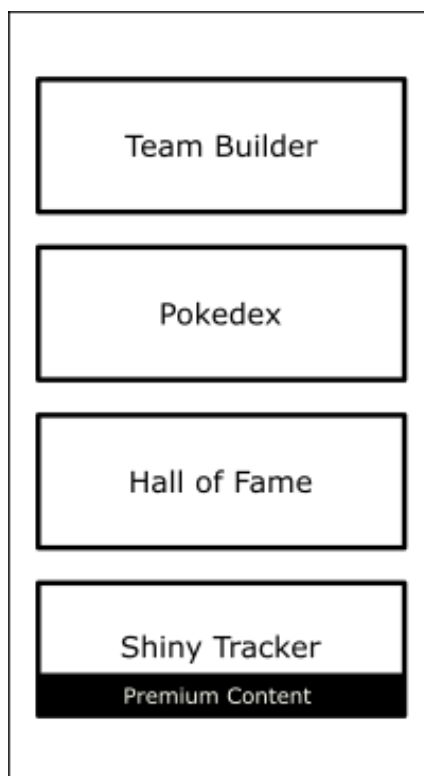 Team Builder
Pokedex
Hall of Fame
Shiny Tracker
Premium Content